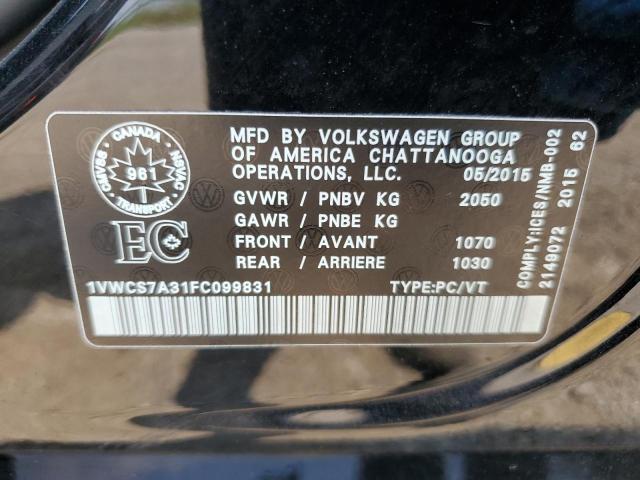 CANADA
SVMAC
NSVAC
961
TRANSPORT
EC
MFD BY VOLKSWAGEN GROUP
OF AMERICA CHATTANOOGA
OPERATIONS, LLC. 05/2015
GVWR / PNBV KG 2050
GAWR / PNBE KG
FRONT / AVANT 1070
REAR / ARRIERE 1030
1VWCS7A31FC099831 TYPE:PC/VT
COMPLY:ICES/NMB-002
2149072 2015 62